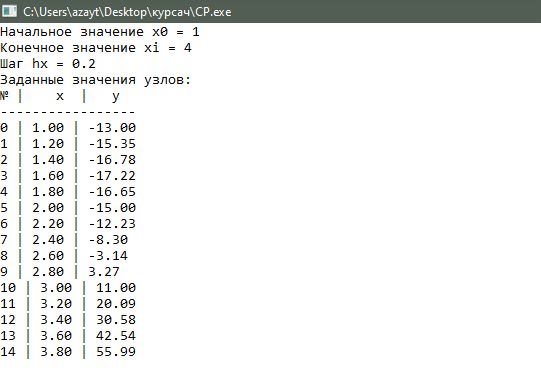 C:\Users\azayt\Desktop\курсач\CP.exe
Начальное значение x0 = 1
Конечное значение xi = 4
Шаг hx = 0.2
Заданные значения узлов:
№ |    x  |   y
-----------------
0 | 1.00 | -13.00
1 | 1.20 | -15.35
2 | 1.40 | -16.78
3 | 1.60 | -17.22
4 | 1.80 | -16.65
5 | 2.00 | -15.00
6 | 2.20 | -12.23
7 | 2.40 | -8.30
8 | 2.60 | -3.14
9 | 2.80 | 3.27
10 | 3.00 | 11.00
11 | 3.20 | 20.09
12 | 3.40 | 30.58
13 | 3.60 | 42.54
14 | 3.80 | 55.99